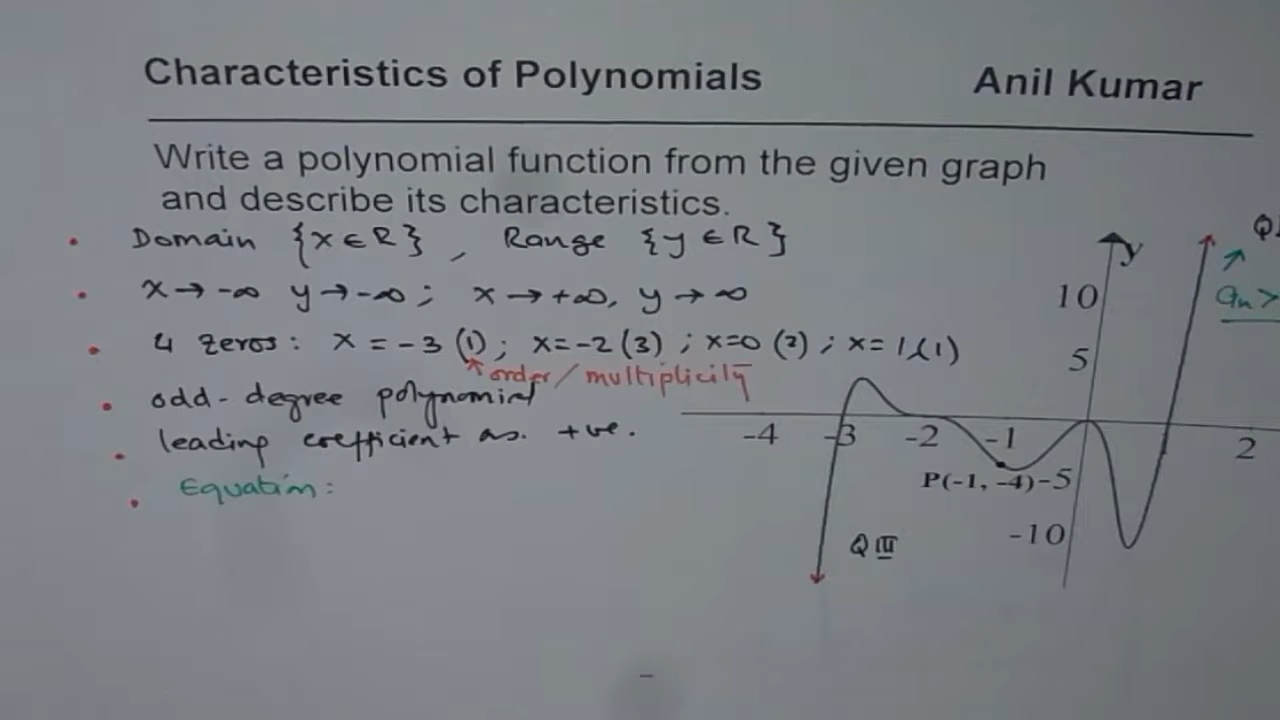 Characteristics of Polynomials Anil Kumar
Write a polynomial function from the given graph
and describe its characteristics.
• Domain {x ∈ R} , Range {y ∈ R}
• x → -∞ y → -∞ ; x → +∞, y → ∞
• 4 zeros : x = -3 (1) ; x = -2 (3) ; x=0 (2) ; x = 1 (1)
order / multiplicity
• odd-degree polynomial
• leading coefficient as. +ve.
• Equation :
y
10
5
-4 -3 -2 -1 2
P(-1, -4) -5
-10
Q III
an >